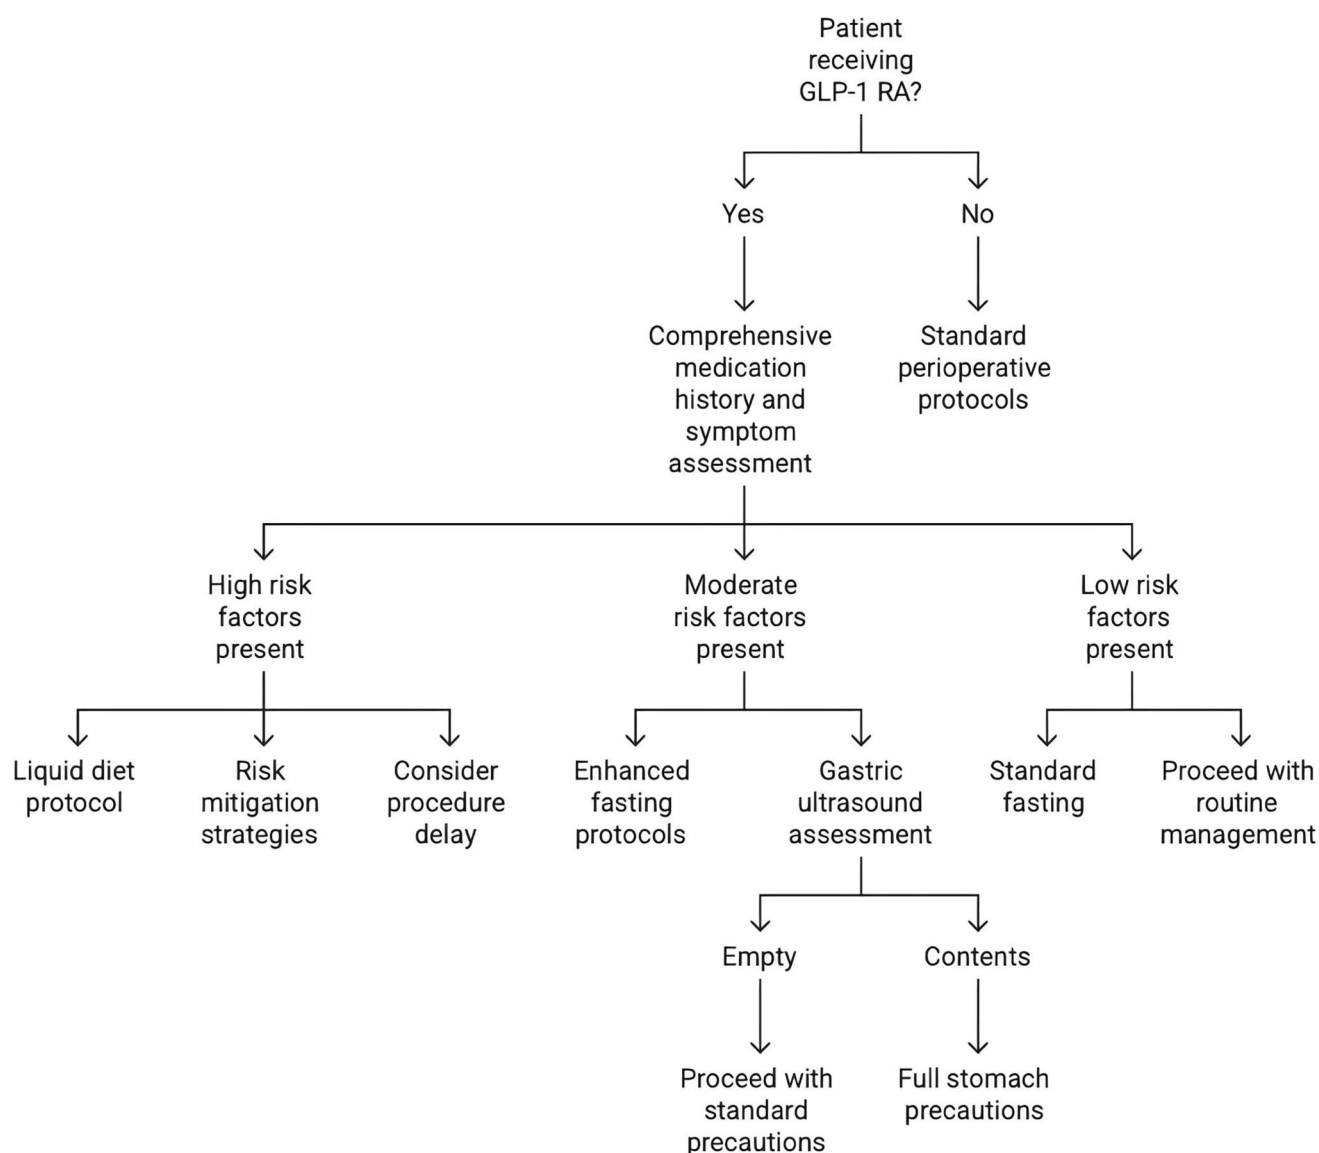 Patient
receiving
GLP-1 RA?
Yes
No
Comprehensive
medication
history and
symptom
assessment
Standard
perioperative
protocols
High risk
factors
present
Moderate
risk factors
present
Low risk
factors
present
Liquid diet
protocol
Risk
mitigation
strategies
Consider
procedure
delay
Enhanced
fasting
protocols
Gastric
ultrasound
assessment
Standard
fasting
Proceed with
routine
management
Empty
Contents
Proceed with
standard
precautions
Full stomach
precautions